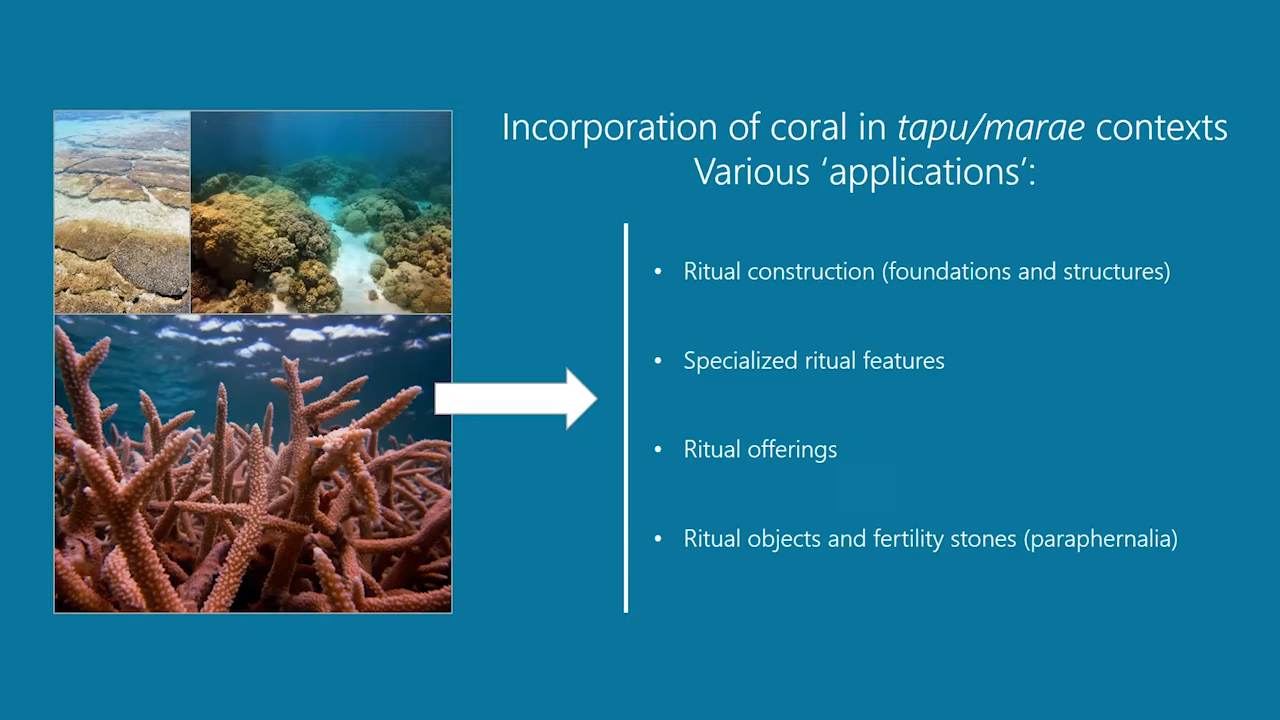 Incorporation of coral in tapu/marae contexts
Various ‘applications’:
• Ritual construction (foundations and structures)
• Specialized ritual features
• Ritual offerings
• Ritual objects and fertility stones (paraphernalia)